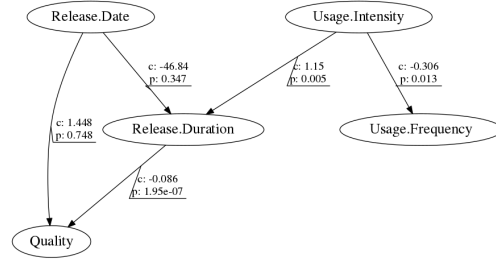 Release.Date
Usage.Intensity
c: -46.84
p: 0.347
c: 1.15
p: 0.005
c: -0.306
p: 0.013
c: 1.448
p: 0.748
Release.Duration
Usage.Frequency
c: -0.086
p: 1.95e-07
Quality